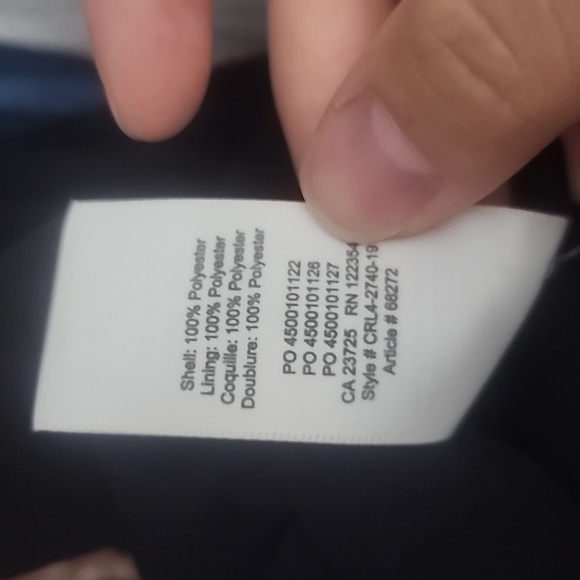 Shell: 100% Polyester
Lining: 100% Polyester
Coquille: 100% Polyester
Doublure: 100% Polyester
PO 4500101122
PO 4500101126
PO 4500101127
CA 23725 RN 122354
Style # CRL4-2740-19
Article # 68272